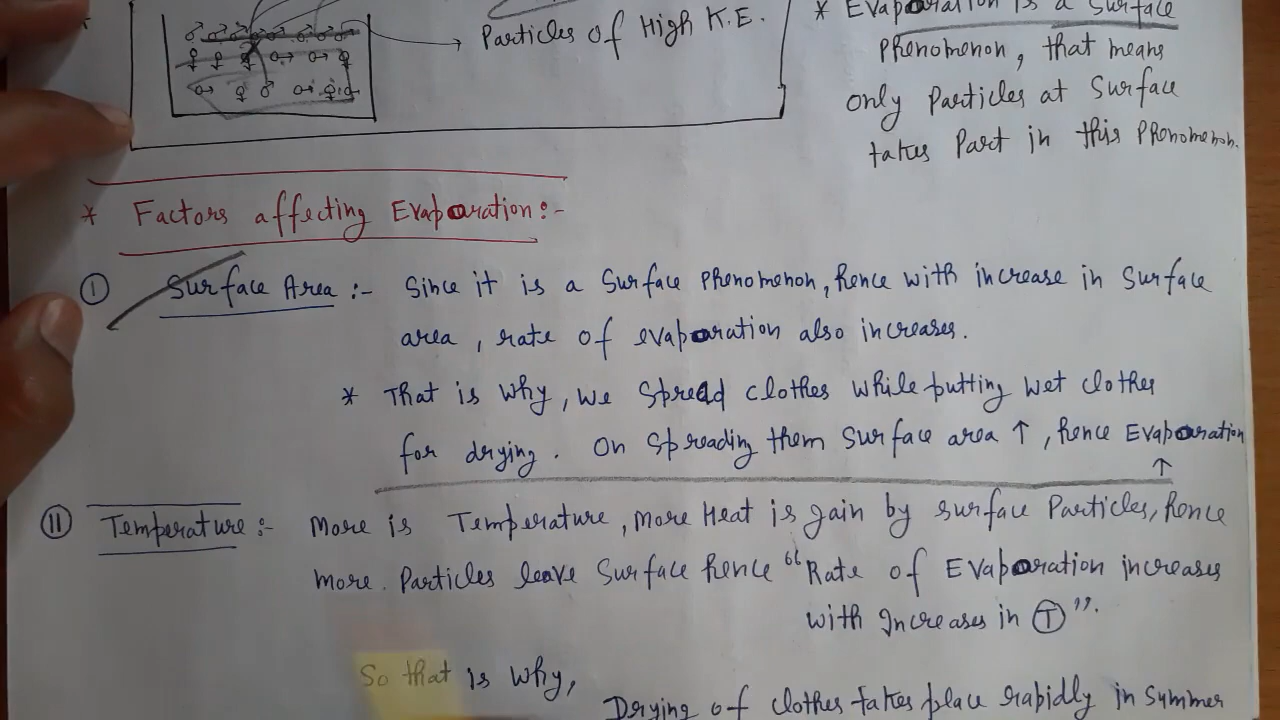 Particles of High K.E.
* Evaporation is a Surface
Phenomenon, that means
only Particles at Surface
takes Part in this Phenomenon.
* Factors affecting Evaporation:-
I Surface Area :- Since it is a Surface Phenomenon, hence with increase in Surface
area, rate of evaporation also increases.
* That is why, we spread clothes while putting wet clothes
for drying. On spreading them surface area ↑, hence Evaporation
↑
II Temperature :- More is Temperature, more Heat is gain by surface Particles, hence
more. Particles leave Surface hence "Rate of Evaporation increases
with Increases in T".
So that is why,
Drying of clothes takes place rapidly in Summer